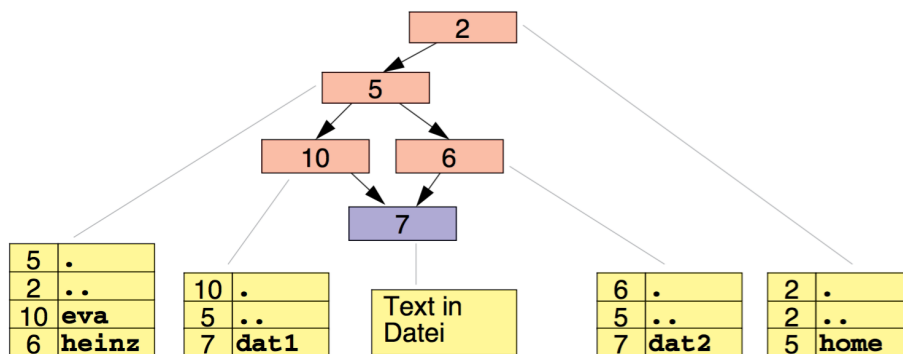 2
5
10 6
7
5 .
2 ..
10 eva
6 heinz
10 .
5 ..
7 dat1
Text in
Datei
6 .
5 ..
7 dat2
2 .
2 ..
5 home